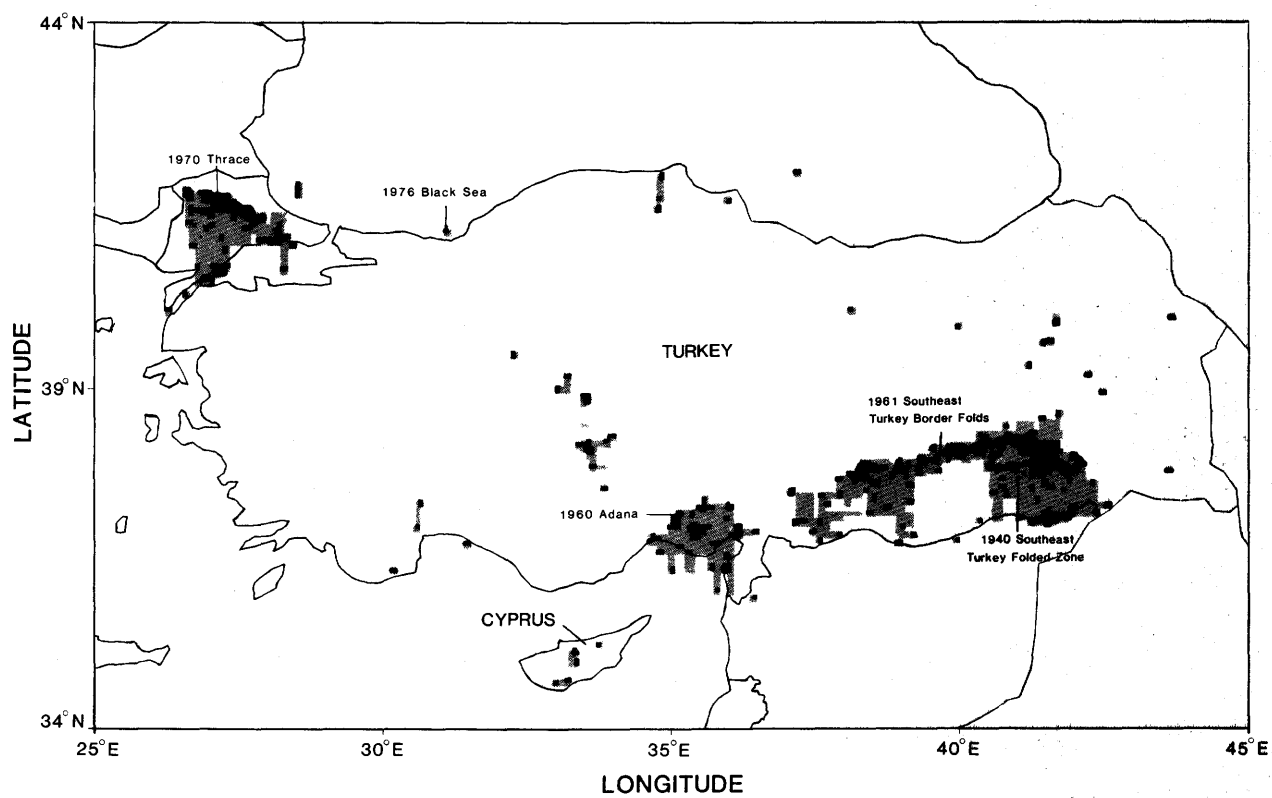 44°N
1970 Thrace
1976 Black Sea
TURKEY
LATITUDE
39°N
1961 Southeast
Turkey Border Folds
1960 Adana
1940 Southeast
Turkey Folded Zone
CYPRUS
34°N
25°E
30°E
35°E
40°E
45°E
LONGITUDE